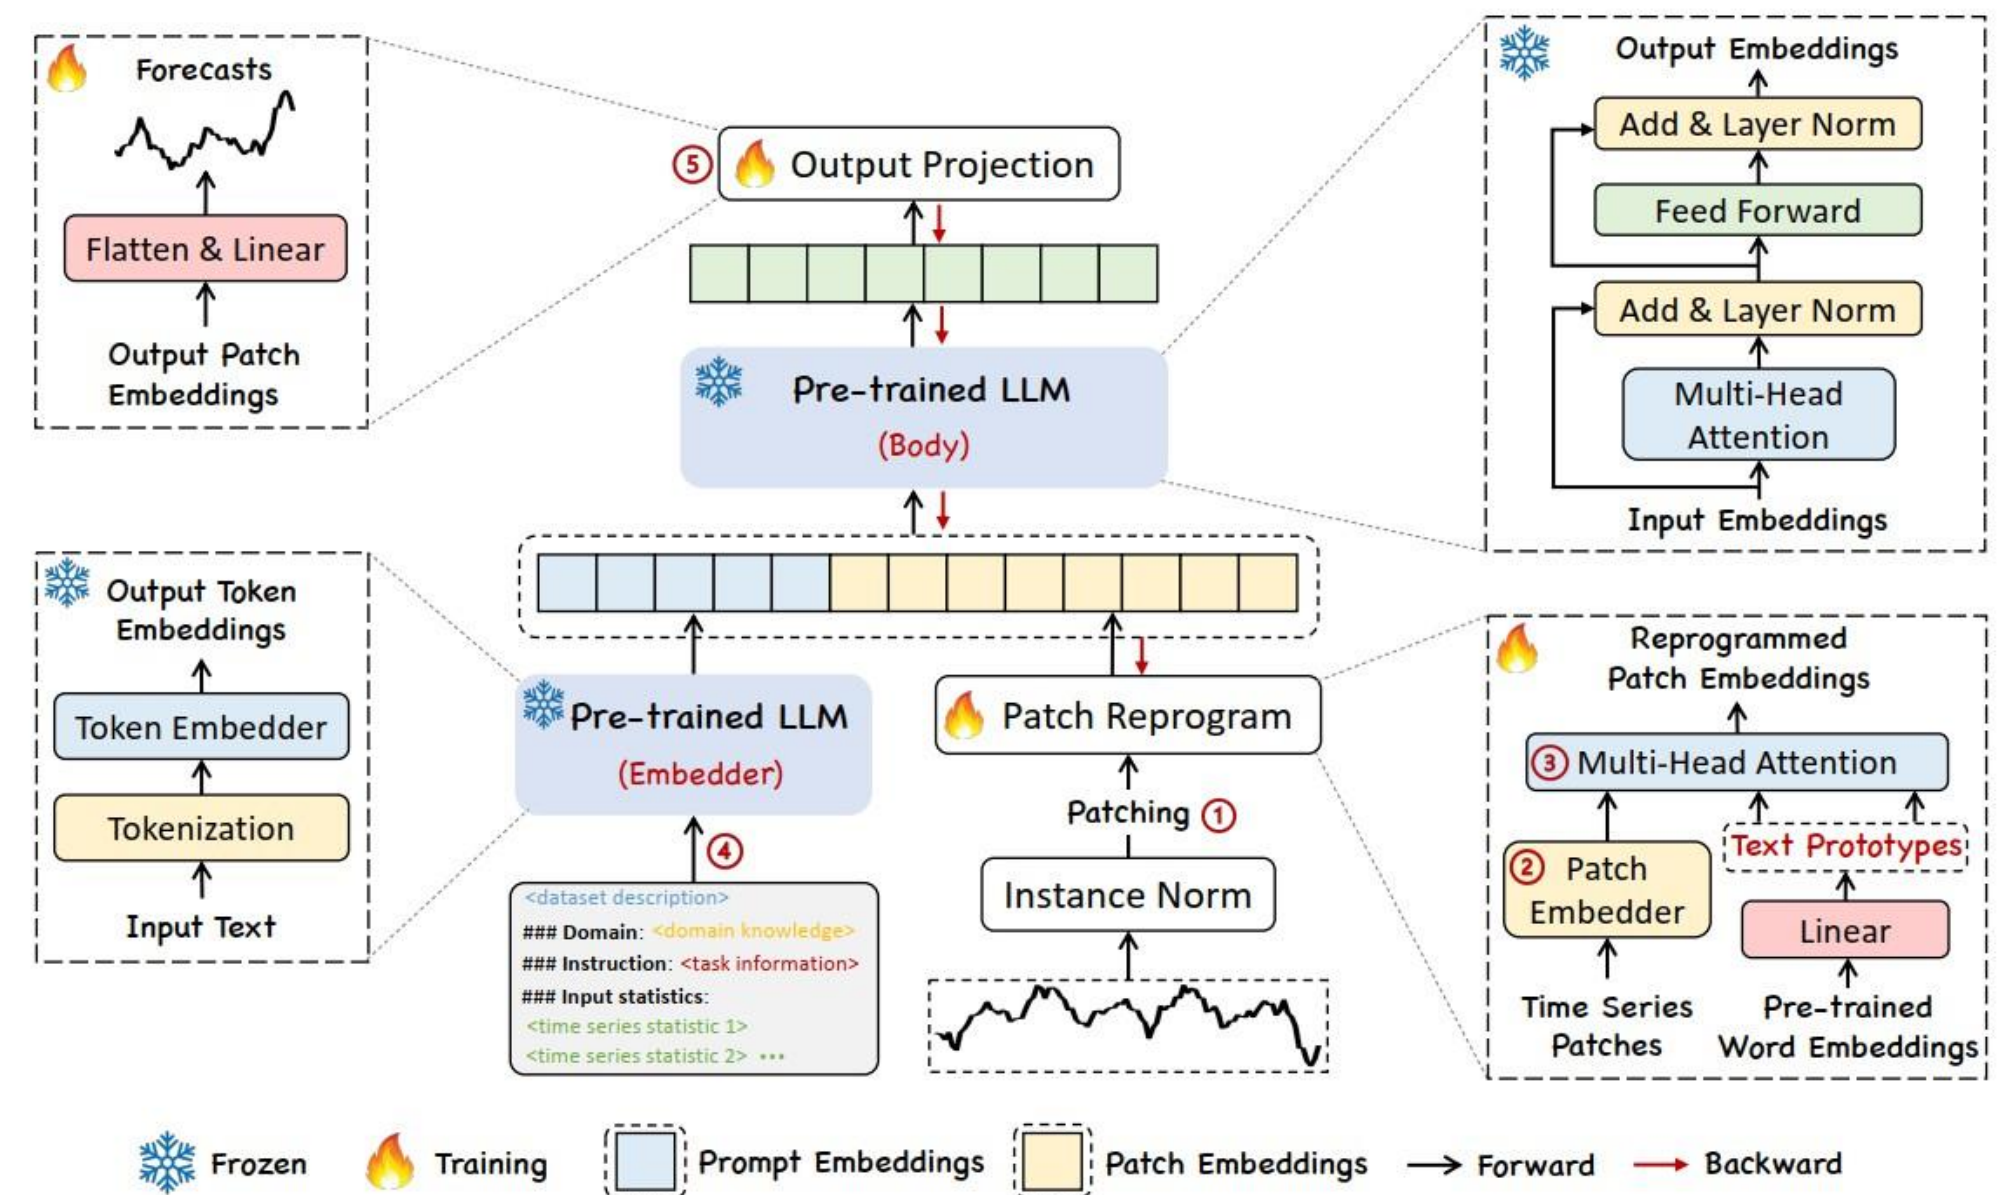 Forecasts
Flatten & Linear
Output Patch
Embeddings
⑤ Output Projection
Pre-trained LLM
(Body)
Output Embeddings
Add & Layer Norm
Feed Forward
Add & Layer Norm
Multi-Head
Attention
Input Embeddings
Output Token
Embeddings
Token Embedder
Tokenization
Input Text
Pre-trained LLM
(Embedder)
④
<dataset description>
### Domain: <domain knowledge>
### Instruction: <task information>
### Input statistics:
<time series statistic 1>
<time series statistic 2> •••
Patch Reprogram
Patching ①
Instance Norm
Reprogrammed
Patch Embeddings
③ Multi-Head Attention
② Patch
Embedder
Text Prototypes
Linear
Time Series
Patches
Pre-trained
Word Embeddings
Frozen
Training
Prompt Embeddings
Patch Embeddings
Forward
Backward